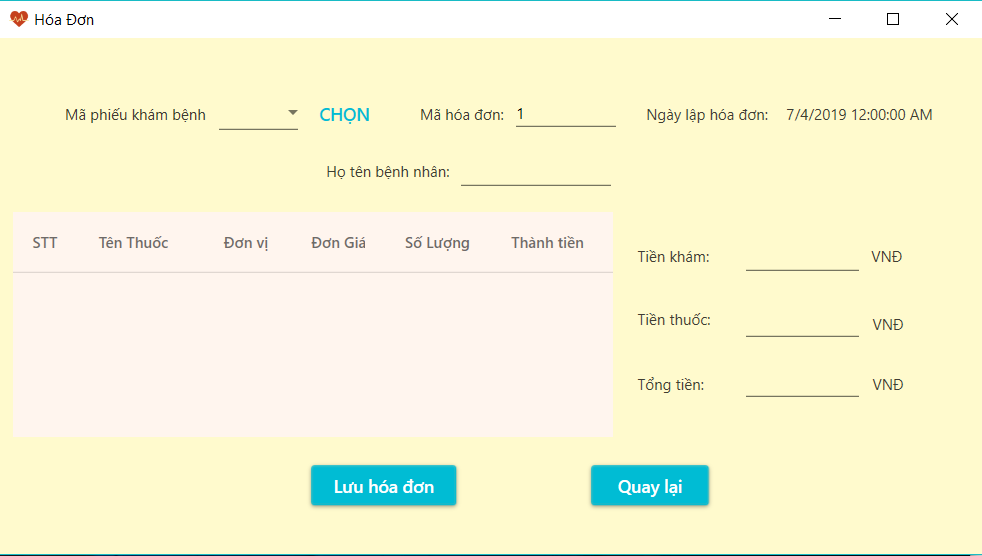 Hóa Đơn
Mã phiếu khám bệnh CHỌN Mã hóa đơn: 1 Ngày lập hóa đơn: 7/4/2019 12:00:00 AM
Họ tên bệnh nhân:
STT Tên Thuốc Đơn vị Đơn Giá Số Lượng Thành tiền
Tiền khám: VNĐ
Tiền thuốc: VNĐ
Tổng tiền: VNĐ
Lưu hóa đơn Quay lại